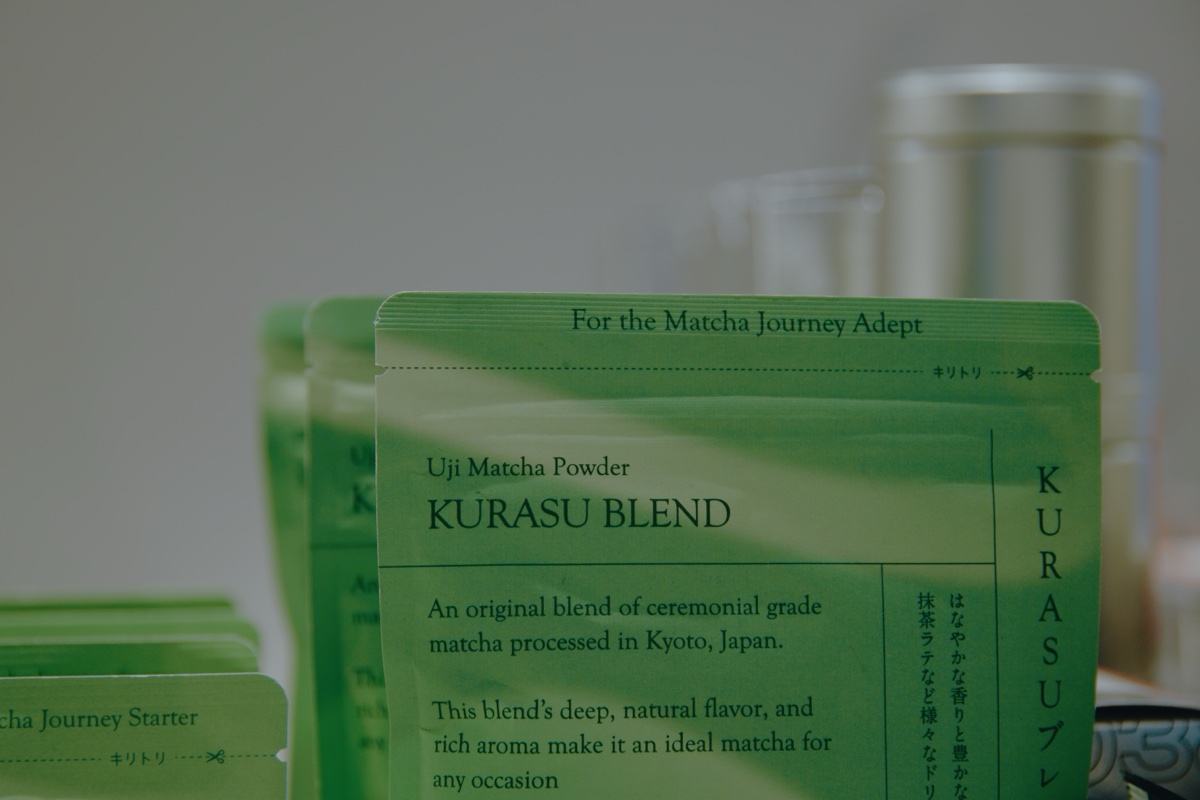 For the Matcha Journey Adept
キリトリ
Uji Matcha Powder
KURASU BLEND
An original blend of ceremonial grade
matcha processed in Kyoto, Japan.
This blend's deep, natural flavor, and
rich aroma make it an ideal matcha for
any occasion
はなやかな香りと豊かな
抹茶ラテなど様々なドリ
KURASUブレ
Journey Starter
キリトリ